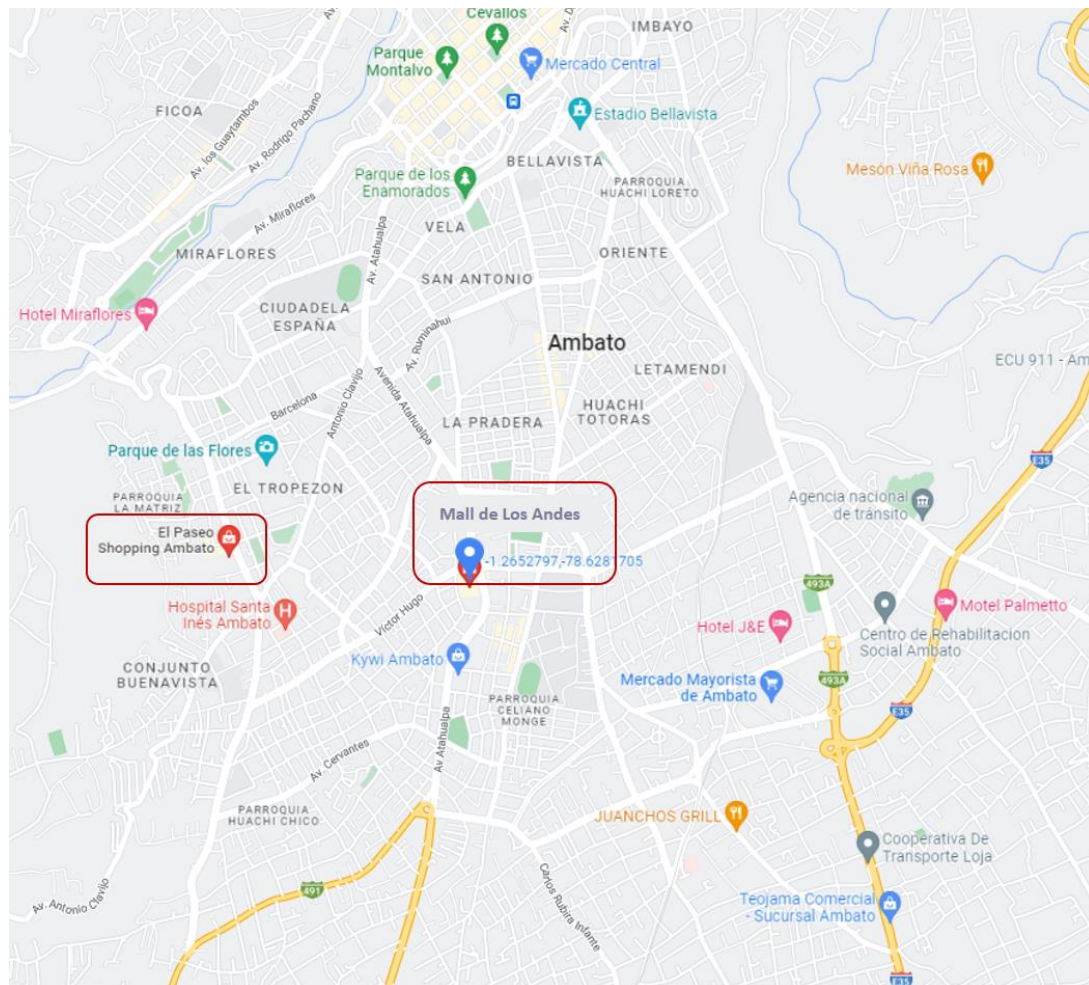 Cevallos
IMBAYO
Parque
Montalvo
Mercado Central
FICOA
Av. los Guaytambos
Av. Rodrigo Pachano
Estadio Bellavista
BELLAVISTA
Parque de los
Enamorados
PARROQUIA
HUACHI LORETO
Mesón Viña Rosa
Av. Miraflores
VELA
Av. Atahualpa
MIRAFLORES
ORIENTE
SAN ANTONIO
Hotel Miraflores
CIUDADELA
ESPAÑA
Av. Rumiñahui
Ambato
ECU 911 - Am
LETAMENDI
Barcelona
Antonio Clavijo
Avenida Atahualpa
HUACHI
TOTORAS
LA PRADERA
Parque de las Flores
E35
EL TROPEZON
PARROQUIA
LA MATRIZ
Agencia nacional
de tránsito
Mall de Los Andes
El Paseo
Shopping Ambato
-1.2652797,-78.6281705
493A
Hospital Santa
Inés Ambato
Víctor Hugo
Motel Palmetto
Hotel J&E
Centro de Rehabilitacion
Social Ambato
Kywi Ambato
CONJUNTO
BUENAVISTA
Mercado Mayorista
de Ambato
493A
PARROQUIA
CELIANO
MONGE
E35
Av Atahualpa
Av. Cervantes
PARROQUIA
HUACHI CHICO
JUANCHOS GRILL
Cooperativa De
Transporte Loja
491
Carlos Rubira Infante
Av. Antonio Clavijo
Teojama Comercial
- Sucursal Ambato
E35